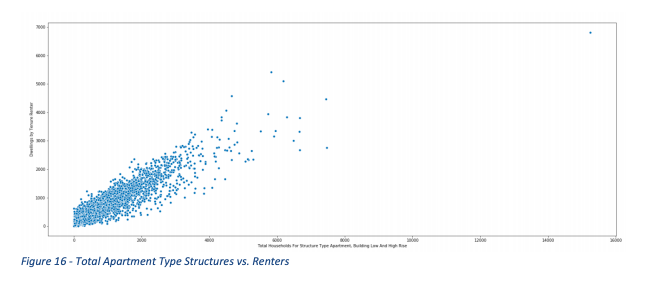 7000
6000
5000
4000
3000
2000
1000
0
Dwellings by Tenure Renter
0 2000 4000 6000 8000 10000 12000 14000 16000
Total Households For Structure Type Apartment, Building Low And High Rise
Figure 16 - Total Apartment Type Structures vs. Renters